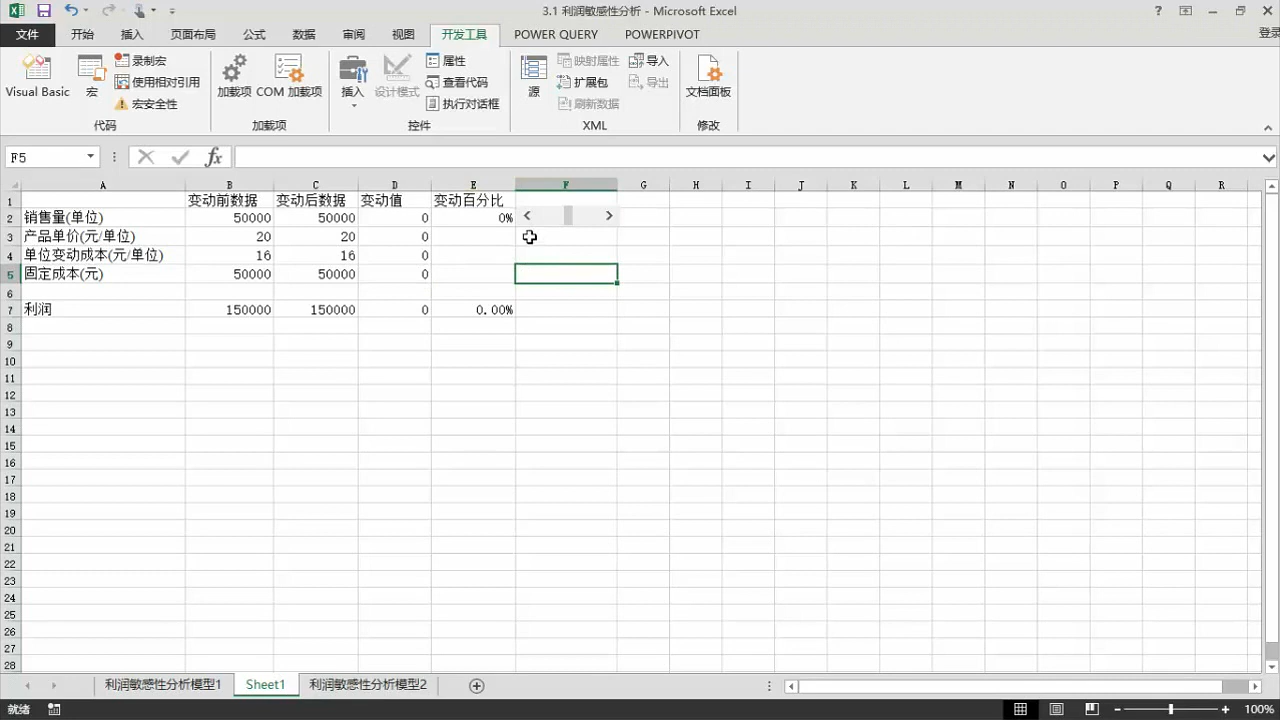 3.1 利润敏感性分析 - Microsoft Excel
?
文件 开始 插入 页面布局 公式 数据 审阅 视图 开发工具 POWER QUERY POWERPIVOT 登录
Visual Basic 宏 录制宏 使用相对引用 宏安全性 代码
加载项 COM 加载项 加载项
插入 设计模式 属性 查看代码 执行对话框 控件
源 映射属性 扩展包 刷新数据 导入 导出 XML
文档面板 修改
F5 fx
A B C D E F G H I J K L M N O P Q R
1 变动前数据 变动后数据 变动值 变动百分比
2 销售量(单位) 50000 50000 0 0%
3 产品单价(元/单位) 20 20 0
4 单位变动成本(元/单位) 16 16 0
5 固定成本(元) 50000 50000 0
6
7 利润 150000 150000 0 0.00%
8
9
10
11
12
13
14
15
16
17
18
19
20
21
22
23
24
25
26
27
28
利润敏感性分析模型1 Sheet1 利润敏感性分析模型2
就绪 100%